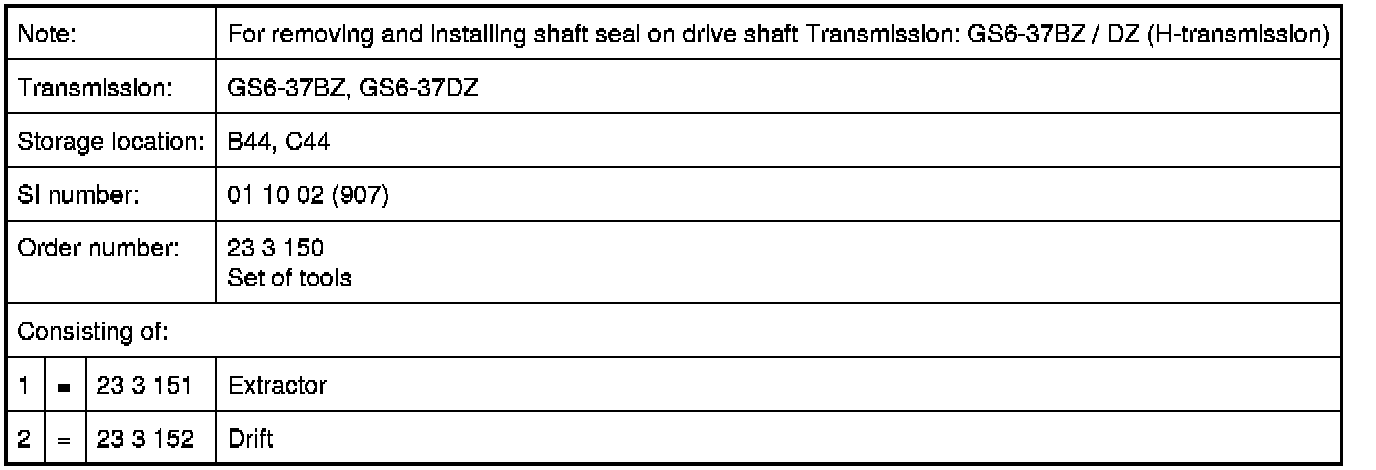 Note: For removing and installing shaft seal on drive shaft Transmission: GS6-37BZ / DZ (H-transmission)
Transmission: GS6-37BZ, GS6-37DZ
Storage location: B44, C44
SI number: 01 10 02 (907)
Order number: 23 3 150
Set of tools
Consisting of:
1 = 23 3 151 Extractor
2 = 23 3 152 Drift